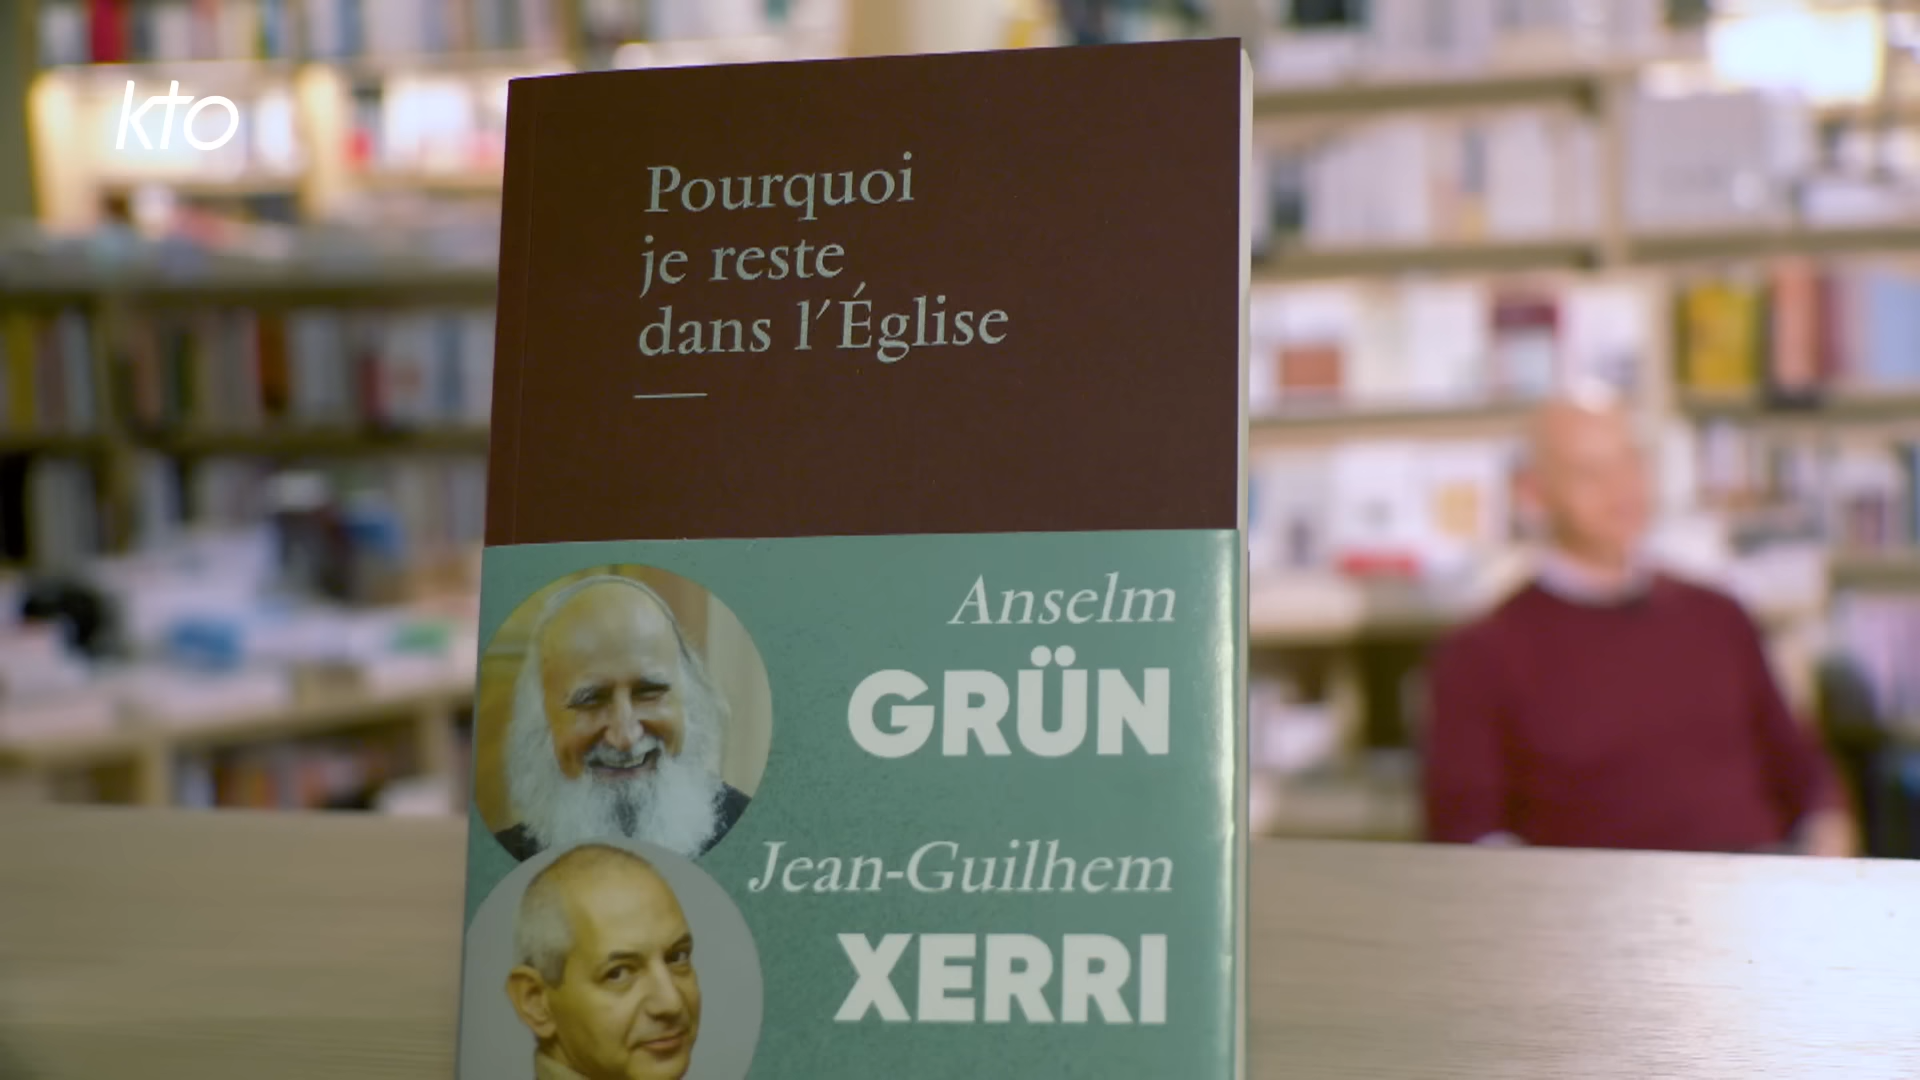 kto
Pourquoi
je reste
dans l'Église
Anselm
GRÜN
Jean-Guilhem
XERRI